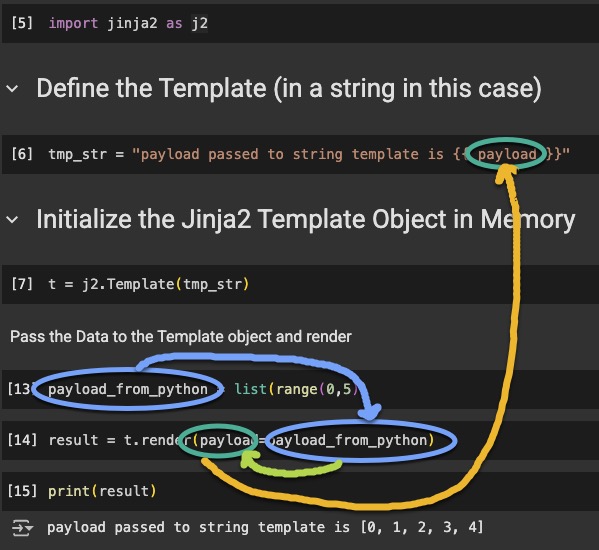 [5] import jinja2 as j2
Define the Template (in a string in this case)
[6] tmp_str = "payload passed to string template is {{ payload }}"
Initialize the Jinja2 Template Object in Memory
[7] t = j2.Template(tmp_str)
Pass the Data to the Template object and render
[13] payload_from_python = list(range(0,5)
[14] result = t.render(payload=payload_from_python)
[15] print(result)
payload passed to string template is [0, 1, 2, 3, 4]